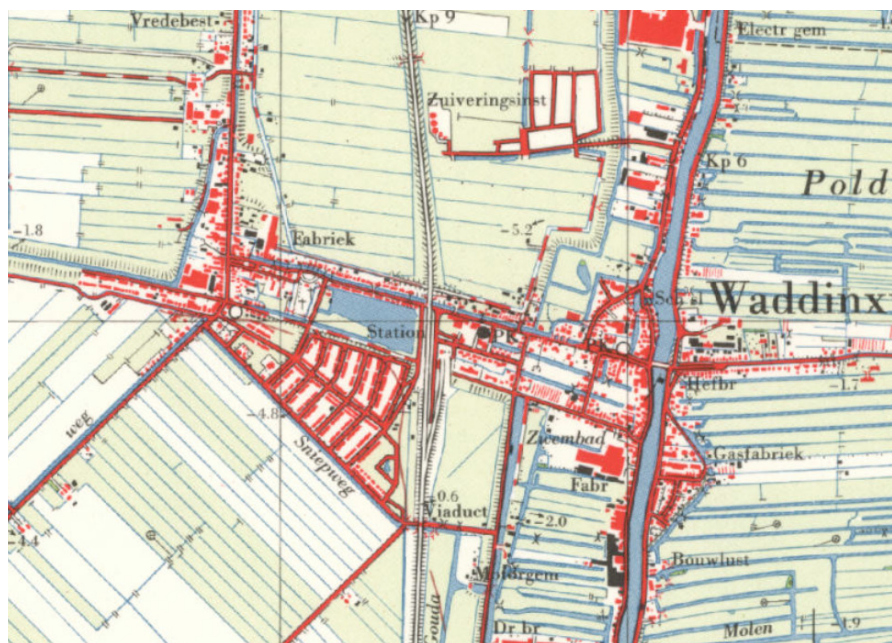 Kp 9
Vredebest
Electr gem
Zuiveringsinst
Kp 6
Pold
-5.2
-1.8
Fabriek
Waddinx
Station
Pk
Hefbr
-1.7
-4.8
Zwembad
Sniepweg
weg
Gasfabriek
Fabr
-0.6
Viaduct
-2.0
-4.4
Bouwlust
Motorgem
ouda
Dr br
Molen
-1.9